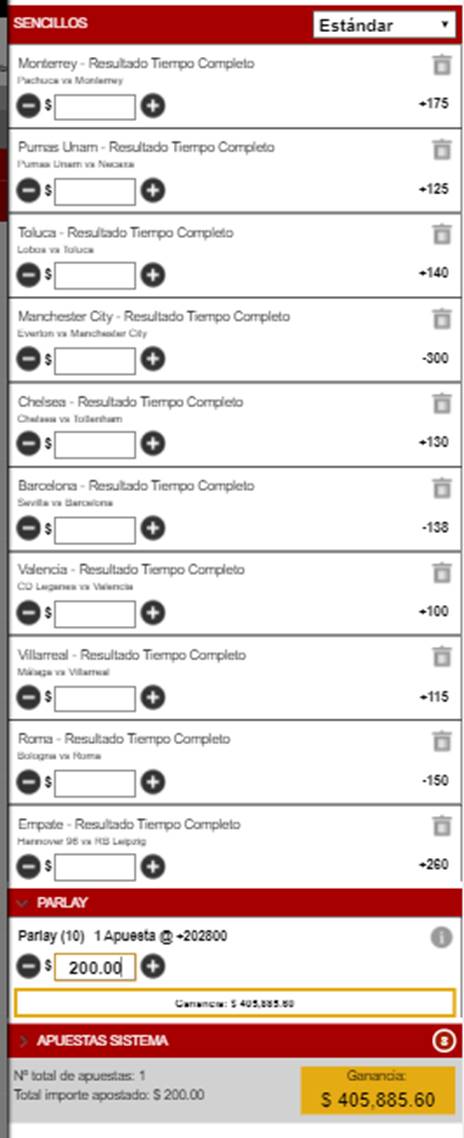 SENCILLOS
Estándar
Monterrey - Resultado Tiempo Completo
Pachuca vs Monterrey
$
+175
Pumas Unam - Resultado Tiempo Completo
Pumas Unam vs Necaxa
$
+125
Toluca - Resultado Tiempo Completo
Lobos vs Toluca
$
+140
Manchester City - Resultado Tiempo Completo
Everton vs Manchester City
$
-300
Chelsea - Resultado Tiempo Completo
Chelsea vs Tottenham
$
+130
Barcelona - Resultado Tiempo Completo
Sevilla vs Barcelona
$
-138
Valencia - Resultado Tiempo Completo
CD Leganes vs Valencia
$
+100
Villarreal - Resultado Tiempo Completo
Málaga vs Villarreal
$
+115
Roma - Resultado Tiempo Completo
Bologna vs Roma
$
-150
Empate - Resultado Tiempo Completo
Hannover 96 vs RB Leipzig
$
+260
PARLAY
Parlay (10) 1 Apuesta @ +202800
$ 200.00
Ganancia: $ 405,885.60
APUESTAS SISTEMA
8
Nº total de apuestas: 1
Total importe apostado: $ 200.00
Ganancia:
$ 405,885.60